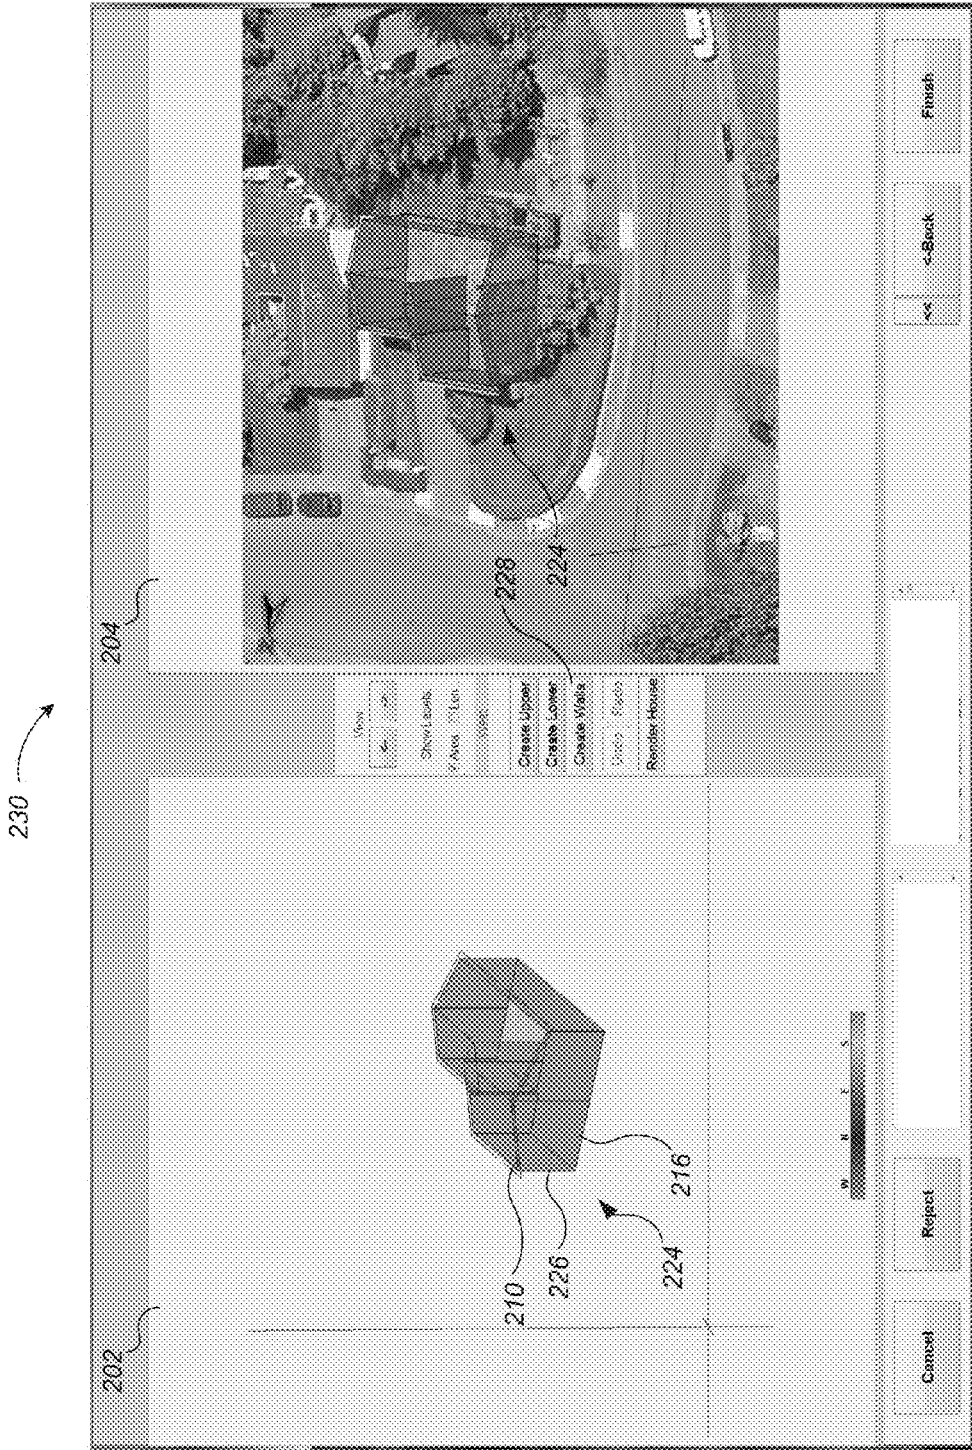 230
202
204
View
Show Labels
Create Upper
Create Lower
Create Walls
Render House
228
224
210
226
216
224
W N E S
Cancel
Reject
<<
<-Back
Finish